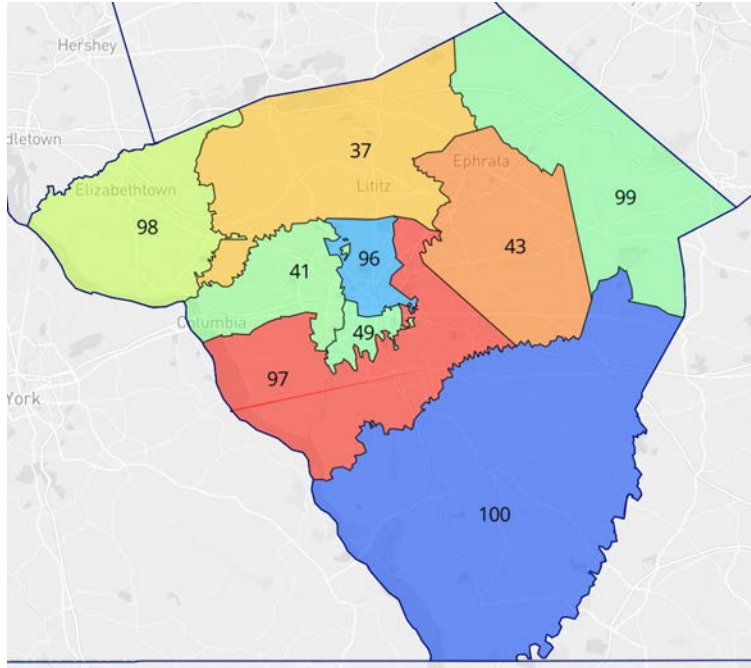 Hershey
dletown
37
Ephrata
Lititz
99
Elizabethtown
98
43
96
41
Columbia
49
97
York
100